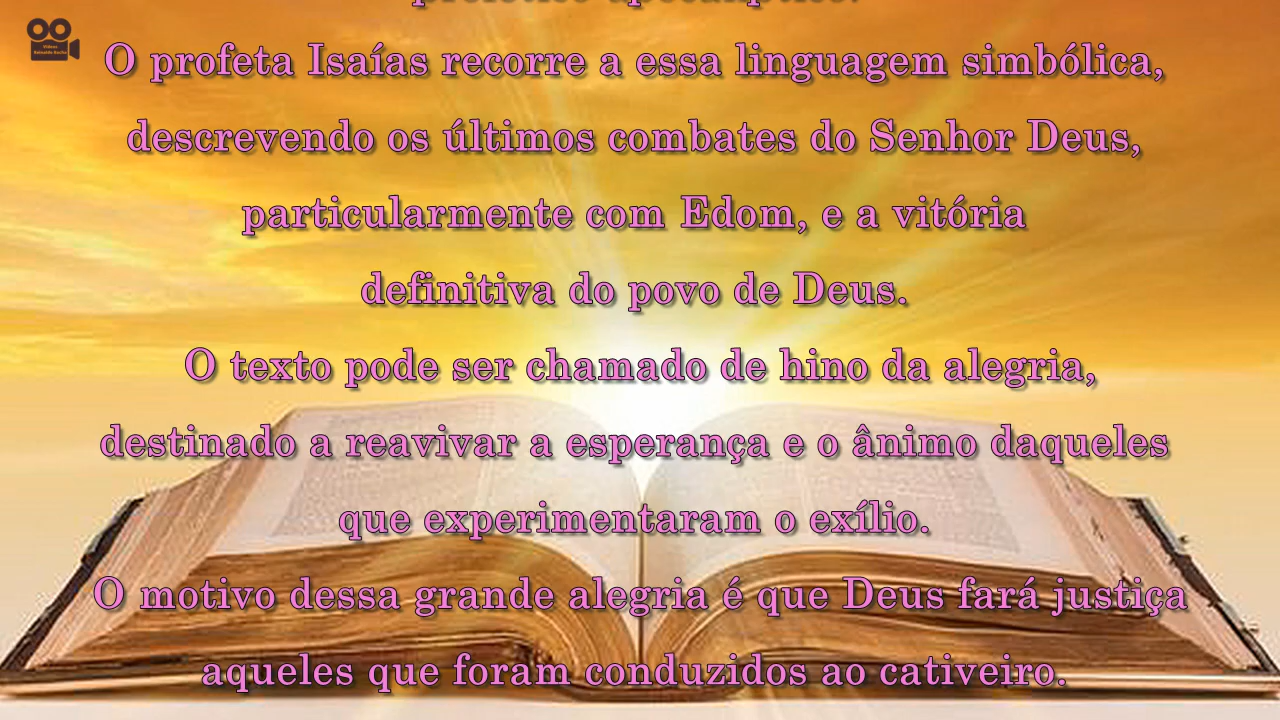 profético apocalíptico.
O profeta Isaías recorre a essa linguagem simbólica,
descrevendo os últimos combates do Senhor Deus,
particularmente com Edom, e a vitória
definitiva do povo de Deus.
O texto pode ser chamado de hino da alegria,
destinado a reavivar a esperança e o ânimo daqueles
que experimentaram o exílio.
O motivo dessa grande alegria é que Deus fará justiça
aqueles que foram conduzidos ao cativeiro.